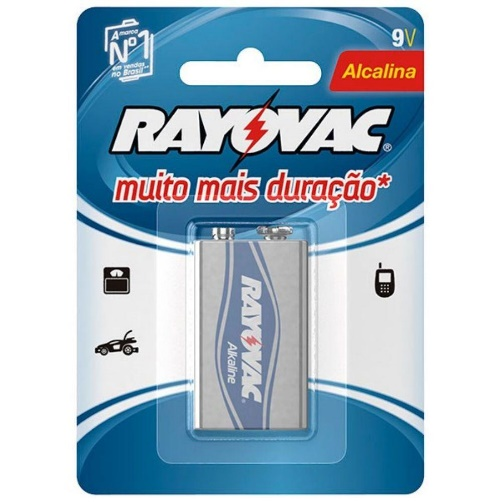 A marca
Nº1
em vendas
no Brasil**
9V
Alcalina
RAYOVAC®
muito mais duração*
RAYOVAC
Alkaline